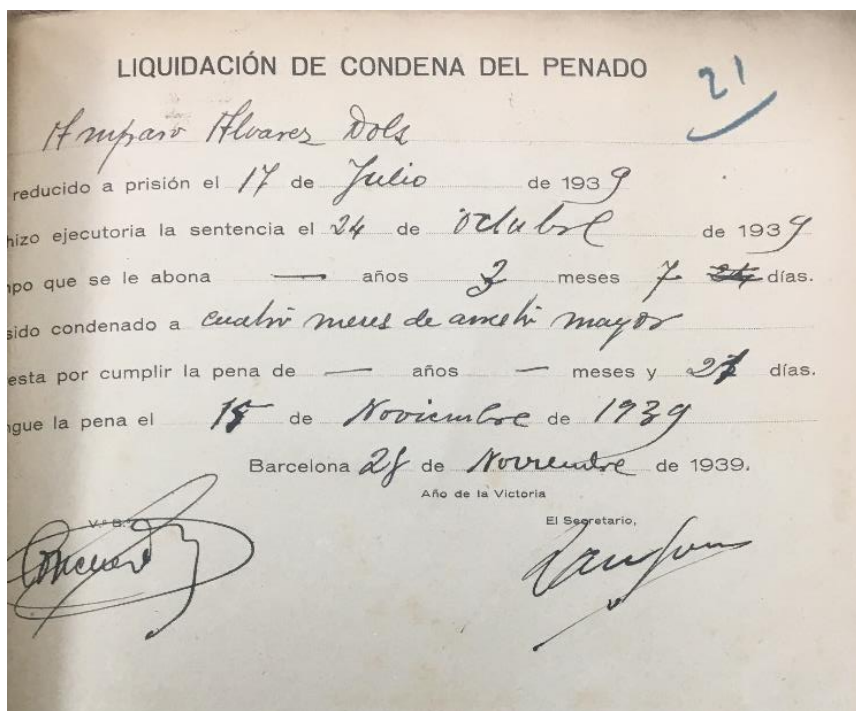 LIQUIDACIÓN DE CONDENA DEL PENADO
21
Amparo Alvarez Dols
reducido a prisión el 17 de Julio de 1939
hizo ejecutoria la sentencia el 24 de octubre de 1939
mpo que se le abona — años 3 meses 7 días.
sido condenado a cuatro meses de arresto mayor
esta por cumplir la pena de — años — meses y días.
ngue la pena el 15 de Noviembre de 1939
Barcelona de Noviembre de 1939.
Año de la Victoria
V.º B.º
El Secretario,